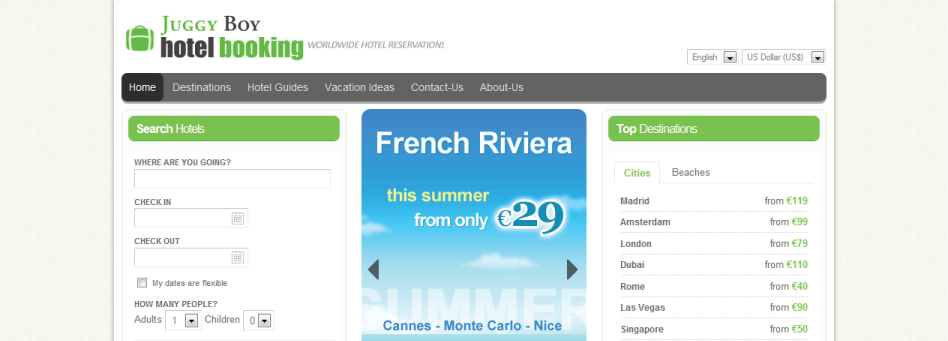 Juggy Boy
hotel booking WORLDWIDE HOTEL RESERVATIONS
English US Dollar (US$)
Home Destinations Hotel Guides Vacation Ideas Contact-Us About-Us
Search Hotels
WHERE ARE YOU GOING?
CHECK IN
CHECK OUT
My dates are flexible
HOW MANY PEOPLE?
Adults 1 Children 0
French Riviera
this summer
from only €29
SUMMER
Cannes - Monte Carlo - Nice
Top Destinations
Cities Beaches
Madrid from €119
Amsterdam from €99
London from €79
Dubai from €110
Rome from €40
Las Vegas from €90
Singapore from €50